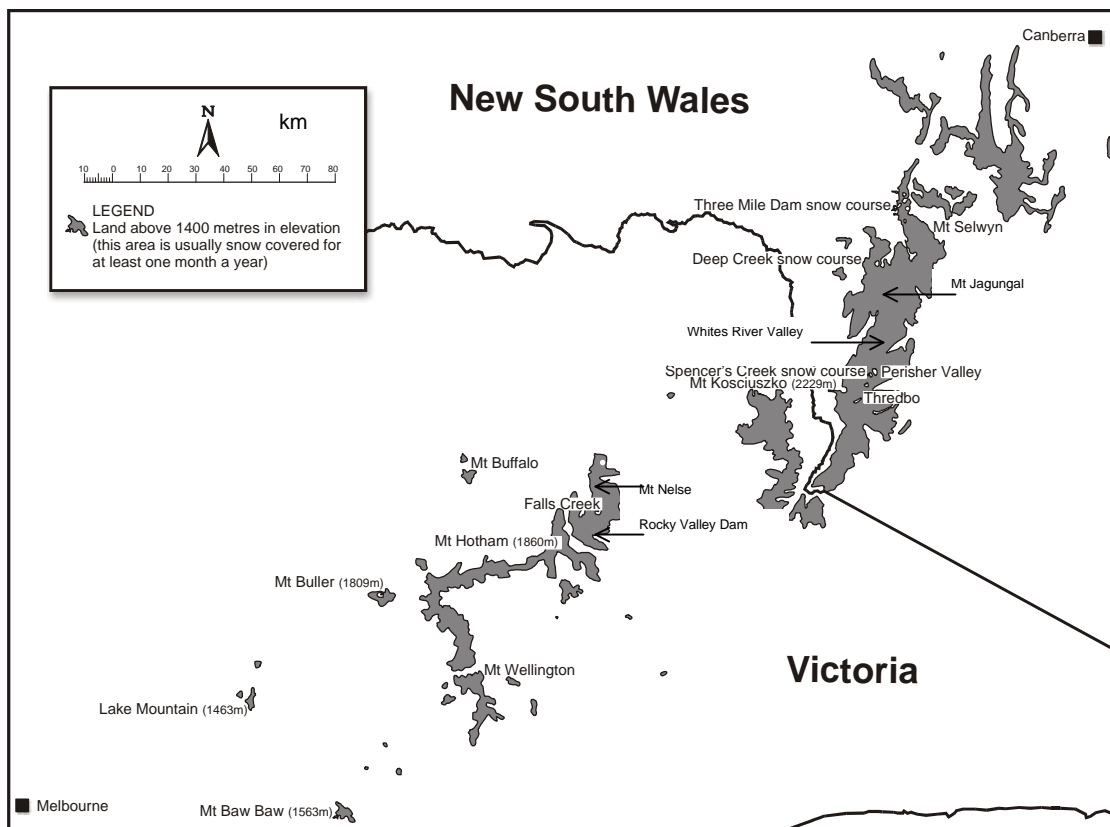 Canberra
New South Wales
N
km
10 0 10 20 30 40 50 60 70 80
LEGEND
Land above 1400 metres in elevation
(this area is usually snow covered for
at least one month a year)
Three Mile Dam snow course
Mt Selwyn
Deep Creek snow course
Mt Jagungal
Whites River Valley
Spencer's Creek snow course
Perisher Valley
Mt Kosciuszko (2229m)
Thredbo
Mt Buffalo
Mt Nelse
Falls Creek
Rocky Valley Dam
Mt Hotham (1860m)
Mt Buller (1809m)
Mt Wellington
Victoria
Lake Mountain (1463m)
Melbourne
Mt Baw Baw (1563m)